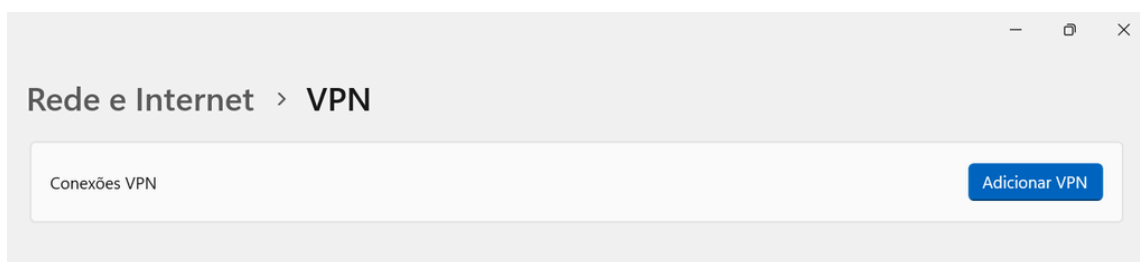 Rede e Internet > VPN
Conexões VPN
Adicionar VPN